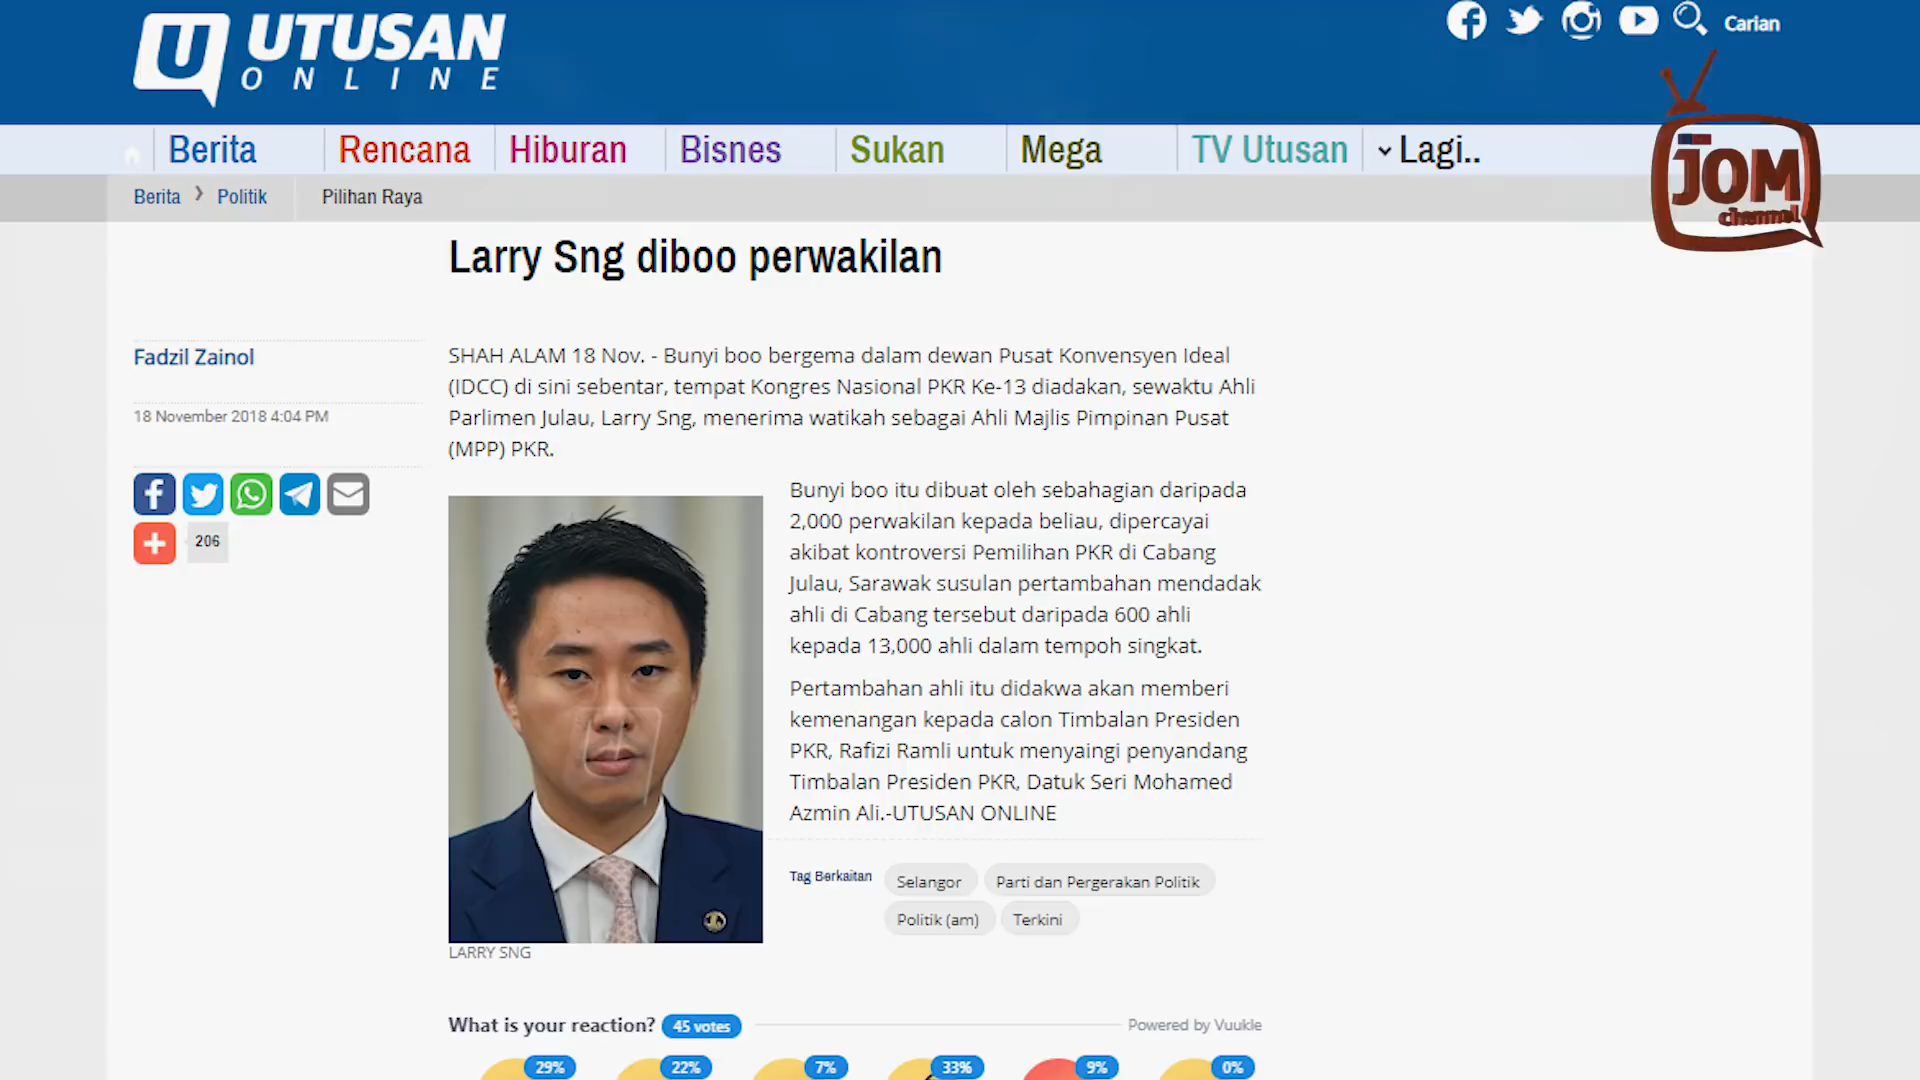 UTUSAN
ONLINE
Carian
JOM
channel
Berita
Rencana
Hiburan
Bisnes
Sukan
Mega
TV Utusan
Lagi..
Berita
Politik
Pilihan Raya
Larry Sng diboo perwakilan
Fadzil Zainol
18 November 2018 4:04 PM
206
SHAH ALAM 18 Nov. - Bunyi boo bergema dalam dewan Pusat Konvensyen Ideal
(IDCC) di sini sebentar, tempat Kongres Nasional PKR Ke-13 diadakan, sewaktu Ahli
Parlimen Julau, Larry Sng, menerima watikah sebagai Ahli Majlis Pimpinan Pusat
(MPP) PKR.
Bunyi boo itu dibuat oleh sebahagian daripada
2,000 perwakilan kepada beliau, dipercayai
akibat kontroversi Pemilihan PKR di Cabang
Julau, Sarawak susulan pertambahan mendadak
ahli di Cabang tersebut daripada 600 ahli
kepada 13,000 ahli dalam tempoh singkat.
Pertambahan ahli itu didakwa akan memberi
kemenangan kepada calon Timbalan Presiden
PKR, Rafizi Ramli untuk menyaingi penyandang
Timbalan Presiden PKR, Datuk Seri Mohamed
Azmin Ali.-UTUSAN ONLINE
LARRY SNG
Tag Berkaitan
Selangor
Parti dan Pergerakan Politik
Politik (am)
Terkini
What is your reaction?
45 votes
Powered by Vuukle
29%
22%
7%
33%
9%
0%